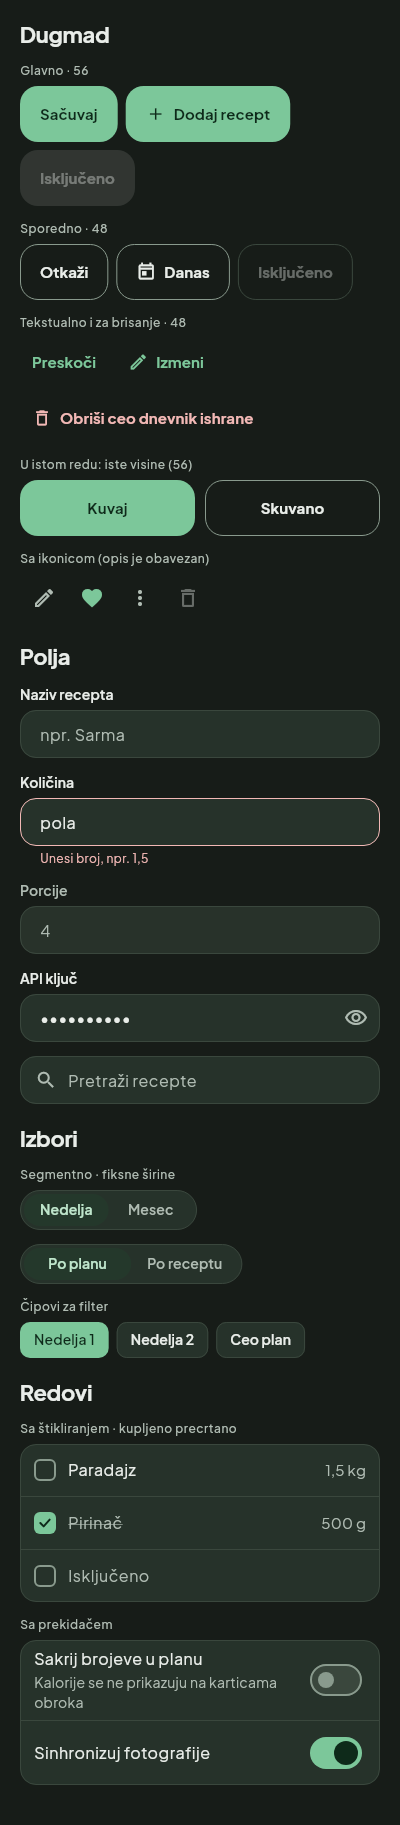 Dugmad
Glavno · 56
Sačuvaj
Dodaj recept
Isključeno
Sporedno · 48
Otkaži
Danas
Isključeno
Tekstualno i za brisanje · 48
Preskoči
Izmeni
Obriši ceo dnevnik ishrane
U istom redu: iste visine (56)
Kuvaj
Skuvano
Sa ikonicom (opis je obavezan)
Polja
Naziv recepta
npr. Sarma
Količina
pola
Unesi broj, npr. 1,5
Porcije
4
API ključ
••••••••••
Pretraži recepte
Izbori
Segmentno · fiksne širine
Nedelja
Mesec
Po planu
Po receptu
Čipovi za filter
Nedelja 1
Nedelja 2
Ceo plan
Redovi
Sa štikliranjem · kupljeno precrtano
Paradajz
1,5 kg
Pirinač
500 g
Isključeno
Sa prekidačem
Sakrij brojeve u planu
Kalorije se ne prikazuju na karticama
obroka
Sinhronizuj fotografije